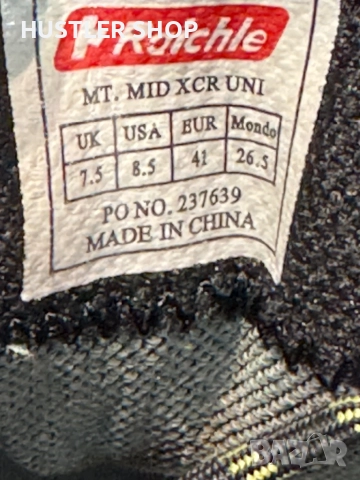 HUSTLER SHOP
Raichle
MT. MID XCR UNI
UK USA EUR Mondo
7.5 8.5 41 26.5
PO NO. 237639
MADE IN CHINA
BAZAR